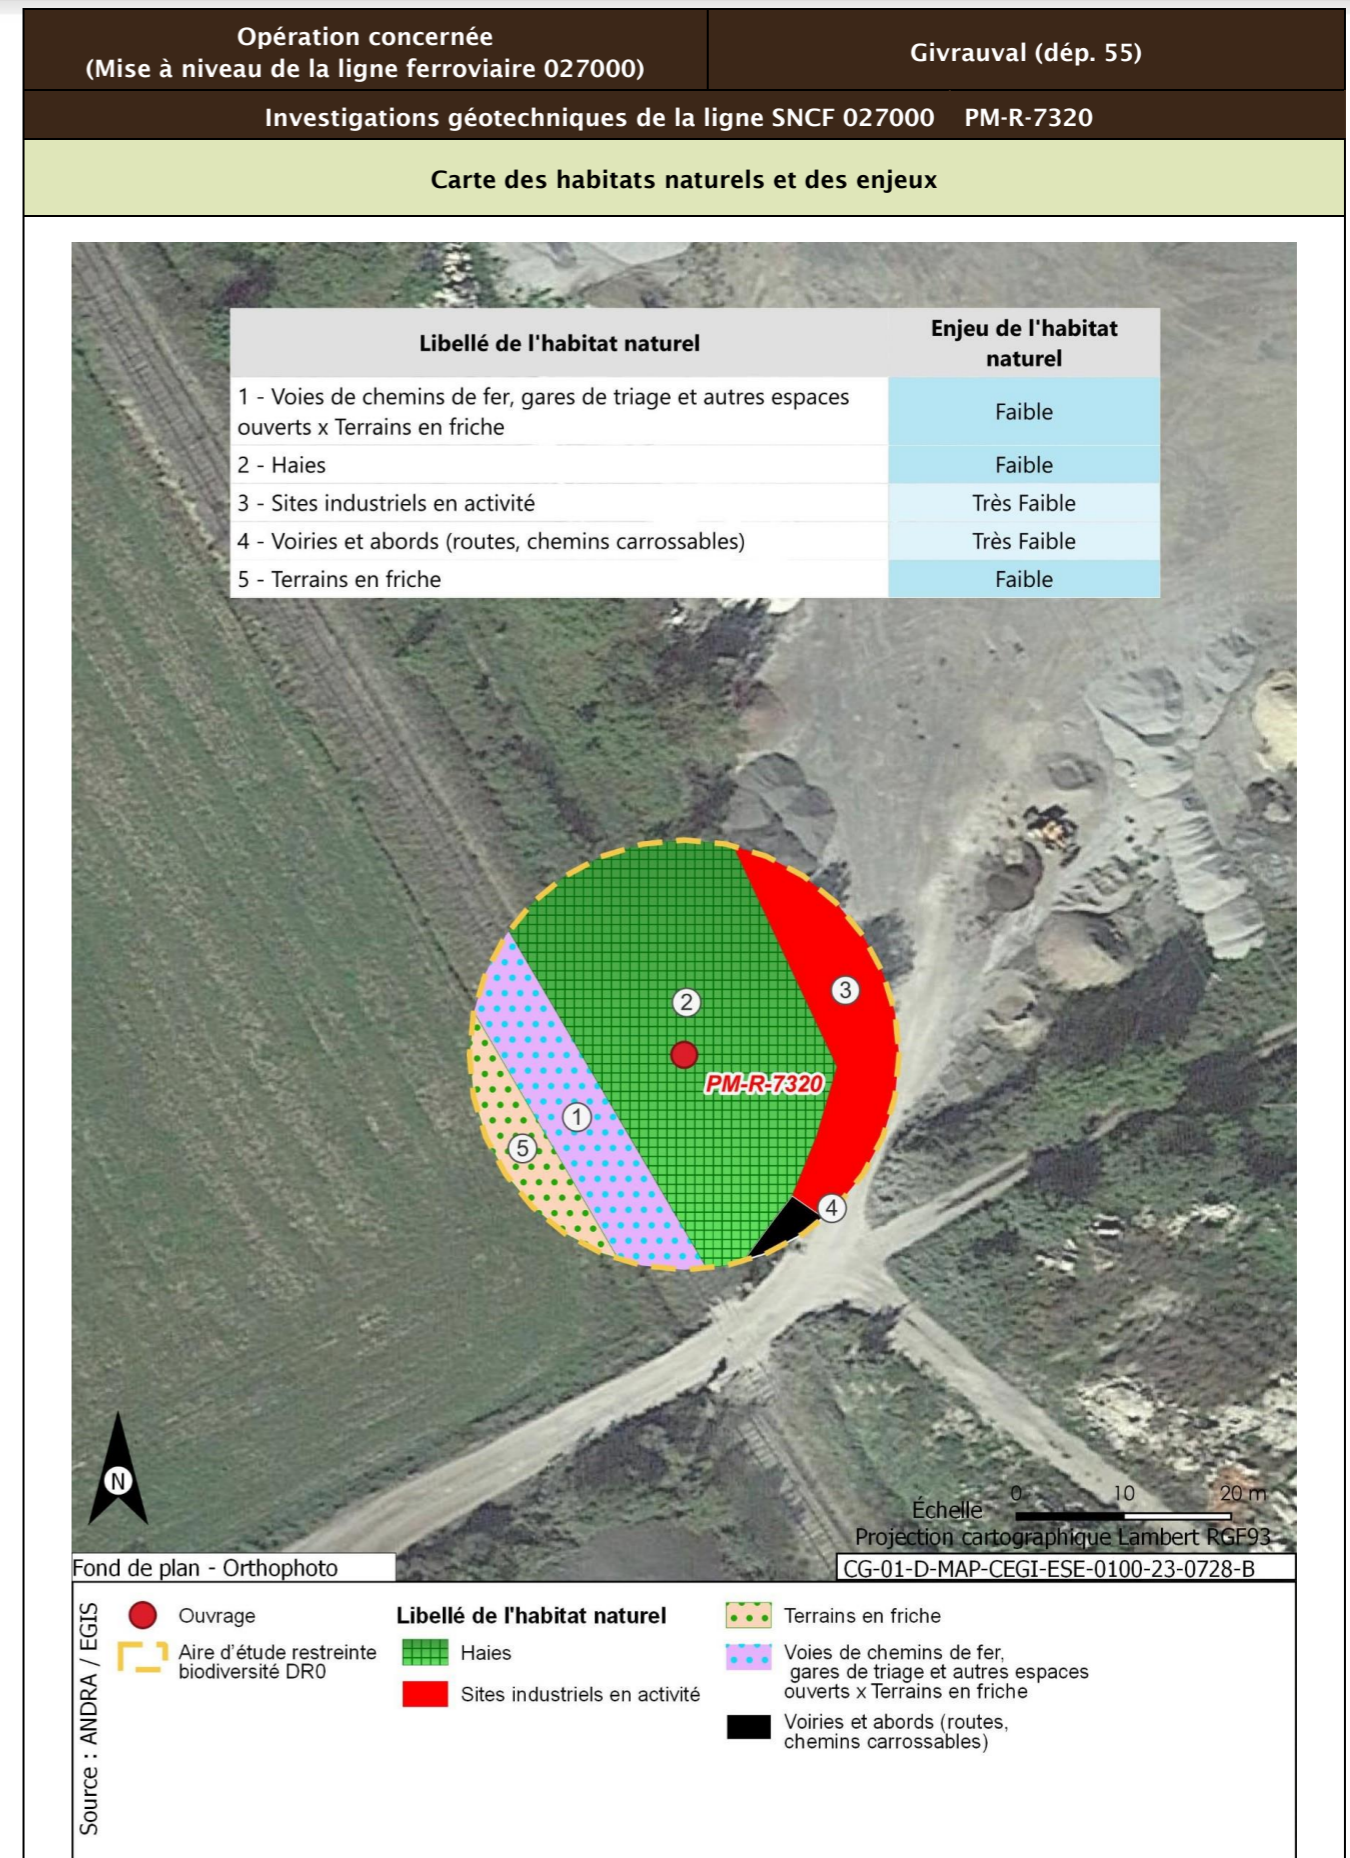 Opération concernée
(Mise à niveau de la ligne ferroviaire 027000)
Givrauval (dép. 55)
Investigations géotechniques de la ligne SNCF 027000 PM-R-7320
Carte des habitats naturels et des enjeux
Libellé de l'habitat naturel
Enjeu de l'habitat
naturel
1 - Voies de chemins de fer, gares de triage et autres espaces
ouverts x Terrains en friche
Faible
2 - Haies
Faible
3 - Sites industriels en activité
Très Faible
4 - Voiries et abords (routes, chemins carrossables)
Très Faible
5 - Terrains en friche
Faible
3
2
PM-R-7320
1
5
4
N
Échelle
0 10 20 m
Projection cartographique Lambert RGF93
Fond de plan - Orthophoto
CG-01-D-MAP-CEGI-ESE-0100-23-0728-B
Source : ANDRA / EGIS
Ouvrage
Aire d'étude restreinte
biodiversité DR0
Libellé de l'habitat naturel
Haies
Sites industriels en activité
Terrains en friche
Voies de chemins de fer,
gares de triage et autres espaces
ouverts x Terrains en friche
Voiries et abords (routes,
chemins carrossables)